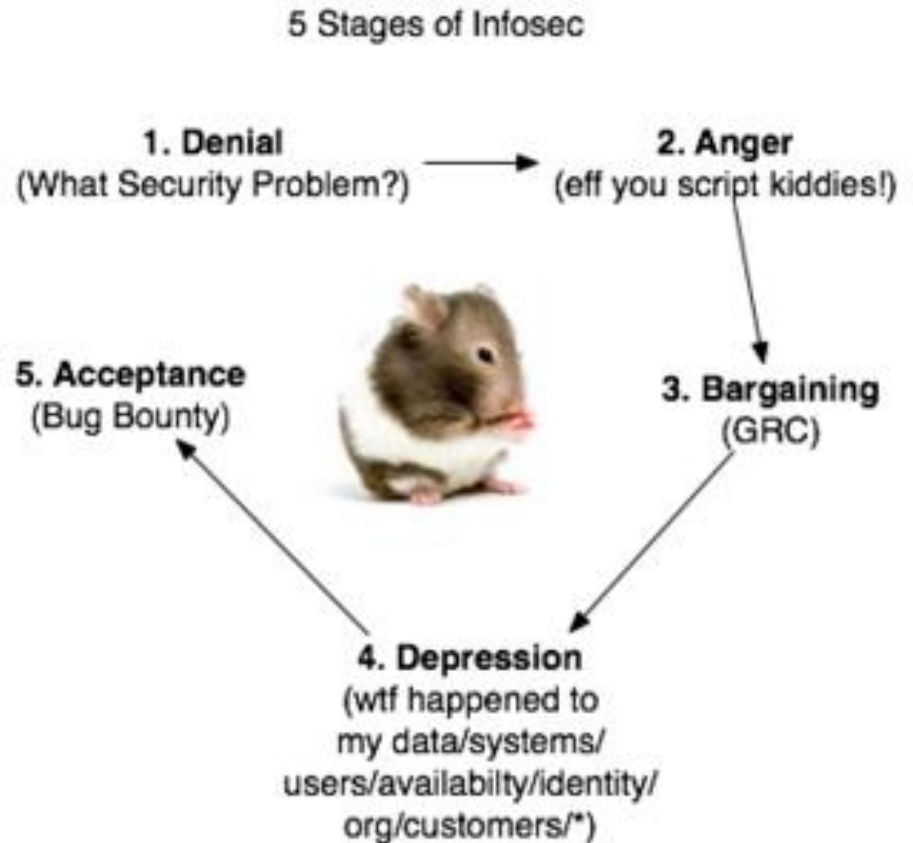 5 Stages of Infosec
1. Denial
(What Security Problem?)
2. Anger
(eff you script kiddies!)
3. Bargaining
(GRC)
4. Depression
(wtf happened to
my data/systems/
users/availabilty/identity/
org/customers/*)
5. Acceptance
(Bug Bounty)